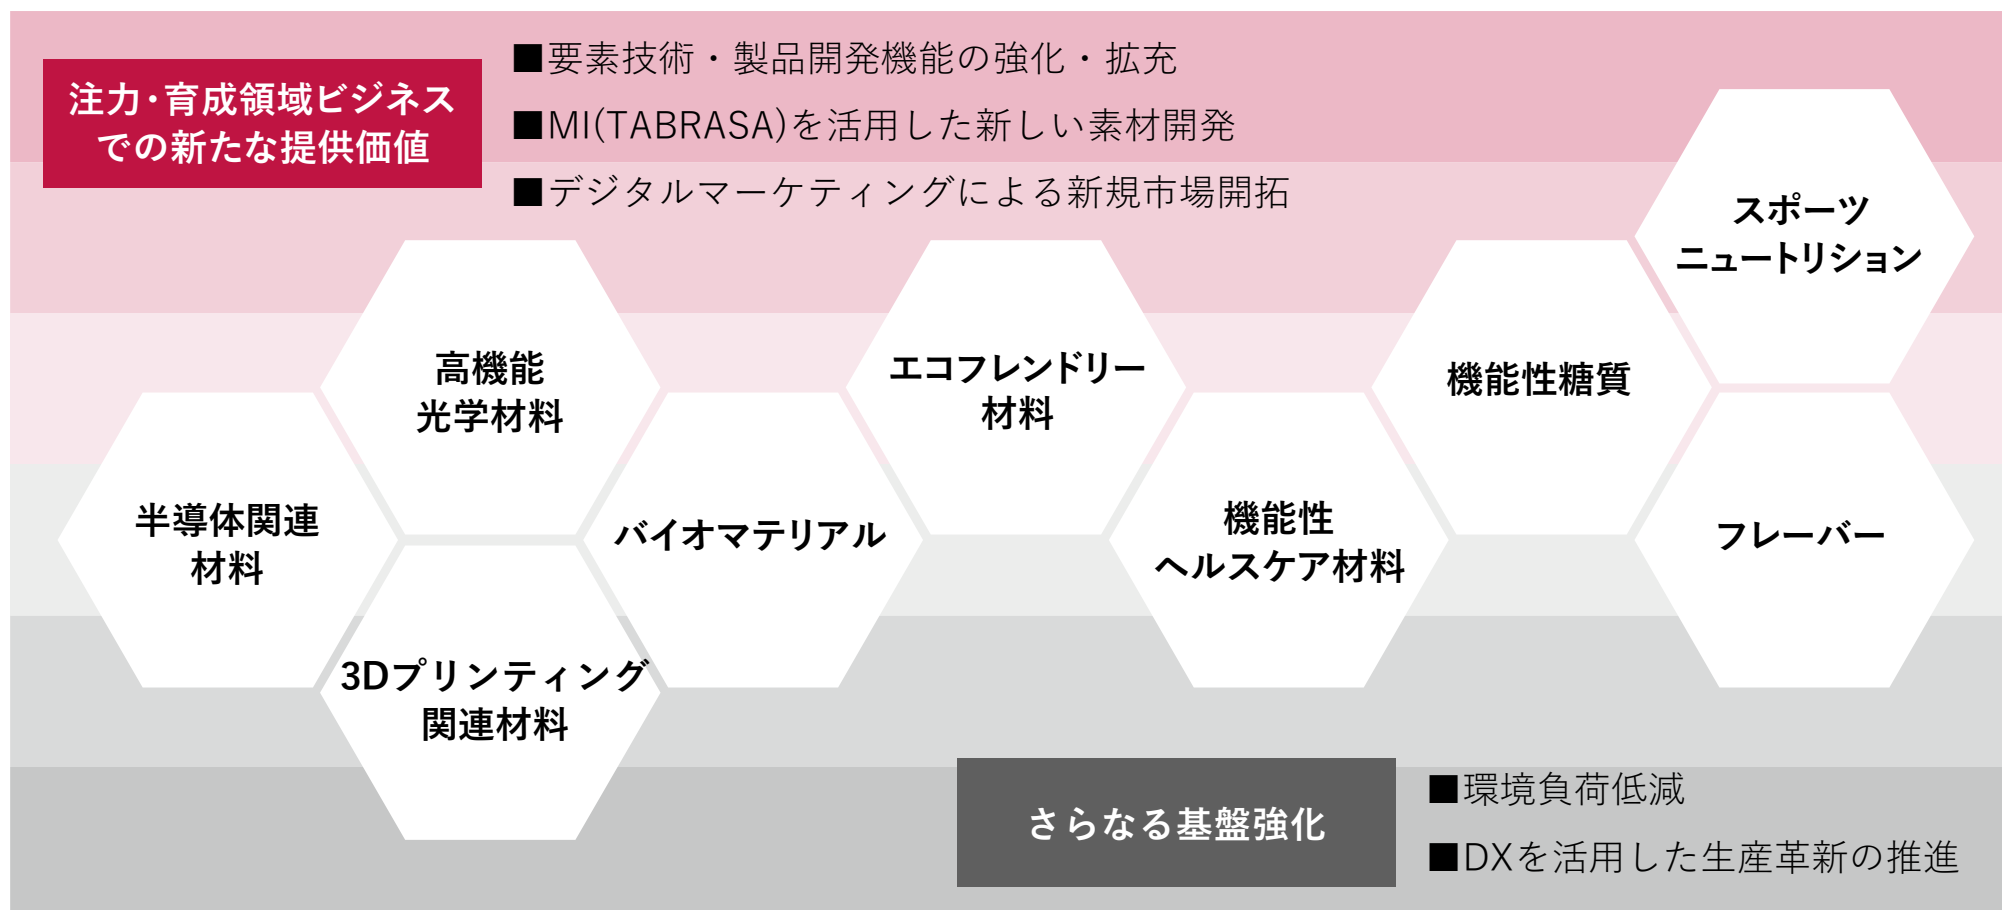 注力・育成領域ビジネス
での新たな提供価値
■要素技術・製品開発機能の強化・拡充
■MI(TABRASA)を活用した新しい素材開発
■デジタルマーケティングによる新規市場開拓
スポーツ
ニュートリション
高機能
光学材料
エコフレンドリー
材料
機能性糖質
半導体関連
材料
バイオマテリアル
機能性
ヘルスケア材料
フレーバー
3Dプリンティング
関連材料
さらなる基盤強化
■環境負荷低減
■DXを活用した生産革新の推進